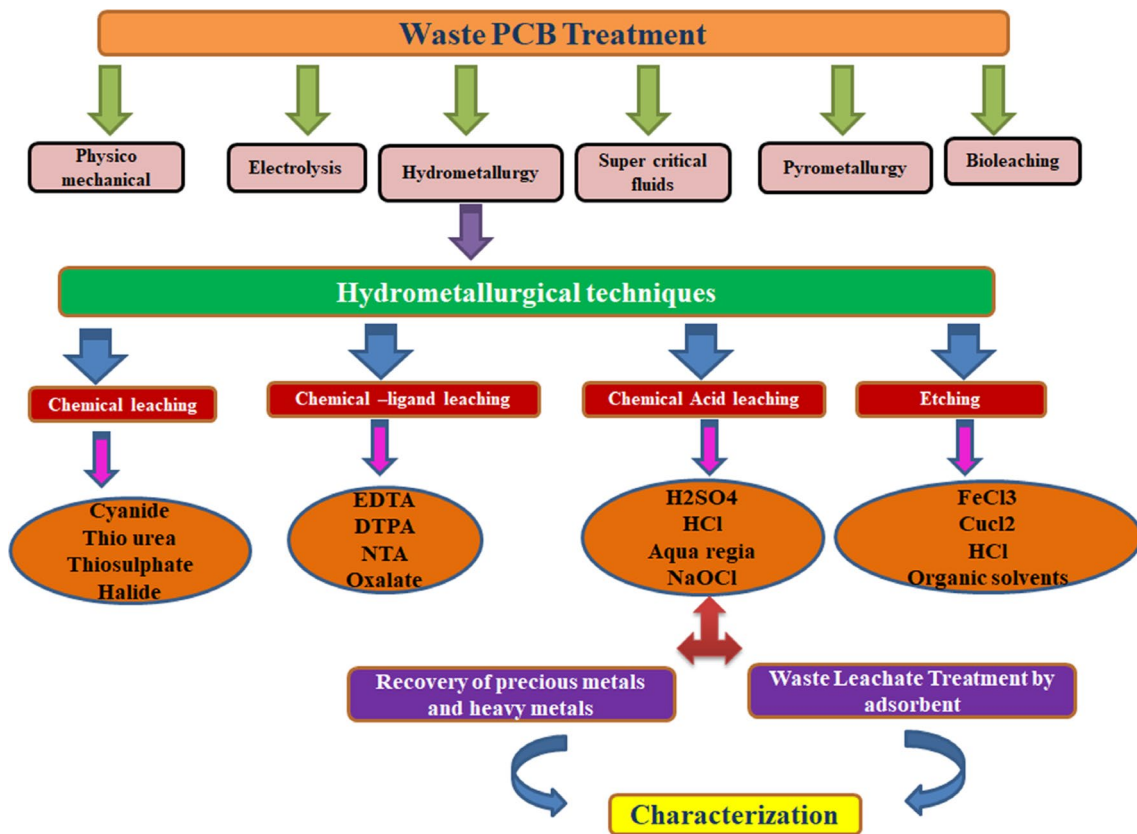 Waste PCB Treatment
Physico
mechanical
Electrolysis
Hydrometallurgy
Super critical
fluids
Pyrometallurgy
Bioleaching
Hydrometallurgical techniques
Chemical leaching
Chemical –ligand leaching
Chemical Acid leaching
Etching
Cyanide
Thio urea
Thiosulphate
Halide
EDTA
DTPA
NTA
Oxalate
H2SO4
HCl
Aqua regia
NaOCl
FeCl3
Cucl2
HCl
Organic solvents
Recovery of precious metals
and heavy metals
Waste Leachate Treatment by
adsorbent
Characterization